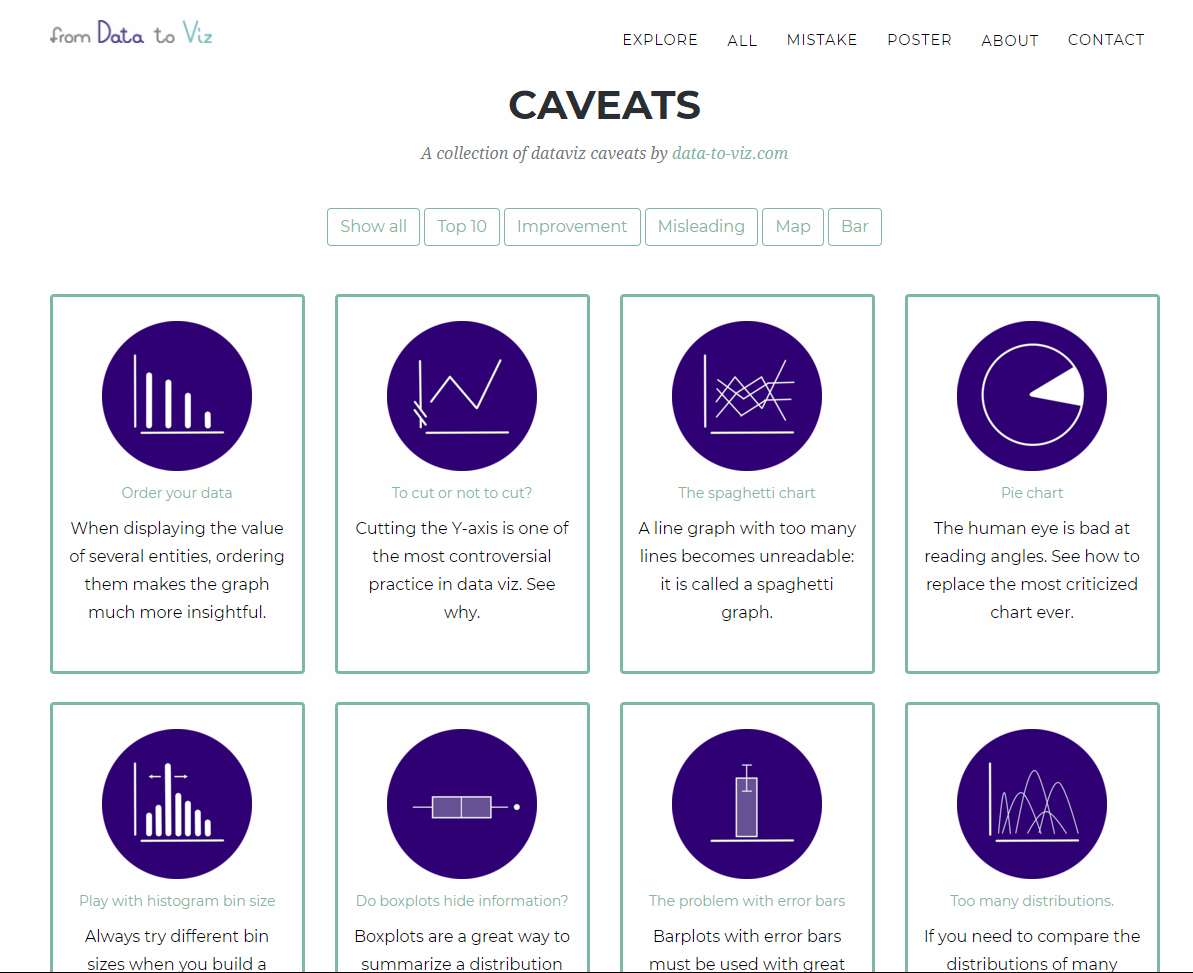 from Data to Viz
EXPLORE ALL MISTAKE POSTER ABOUT CONTACT
CAVEATS
A collection of dataviz caveats by data-to-viz.com
Show all Top 10 Improvement Misleading Map Bar
Order your data
When displaying the value
of several entities, ordering
them makes the graph
much more insightful.
To cut or not to cut?
Cutting the Y-axis is one of
the most controversial
practice in data viz. See
why.
The spaghetti chart
A line graph with too many
lines becomes unreadable:
it is called a spaghetti
graph.
Pie chart
The human eye is bad at
reading angles. See how to
replace the most criticized
chart ever.
Play with histogram bin size
Always try different bin
sizes when you build a
Do boxplots hide information?
Boxplots are a great way to
summarize a distribution
The problem with error bars
Barplots with error bars
must be used with great
Too many distributions.
If you need to compare the
distributions of many